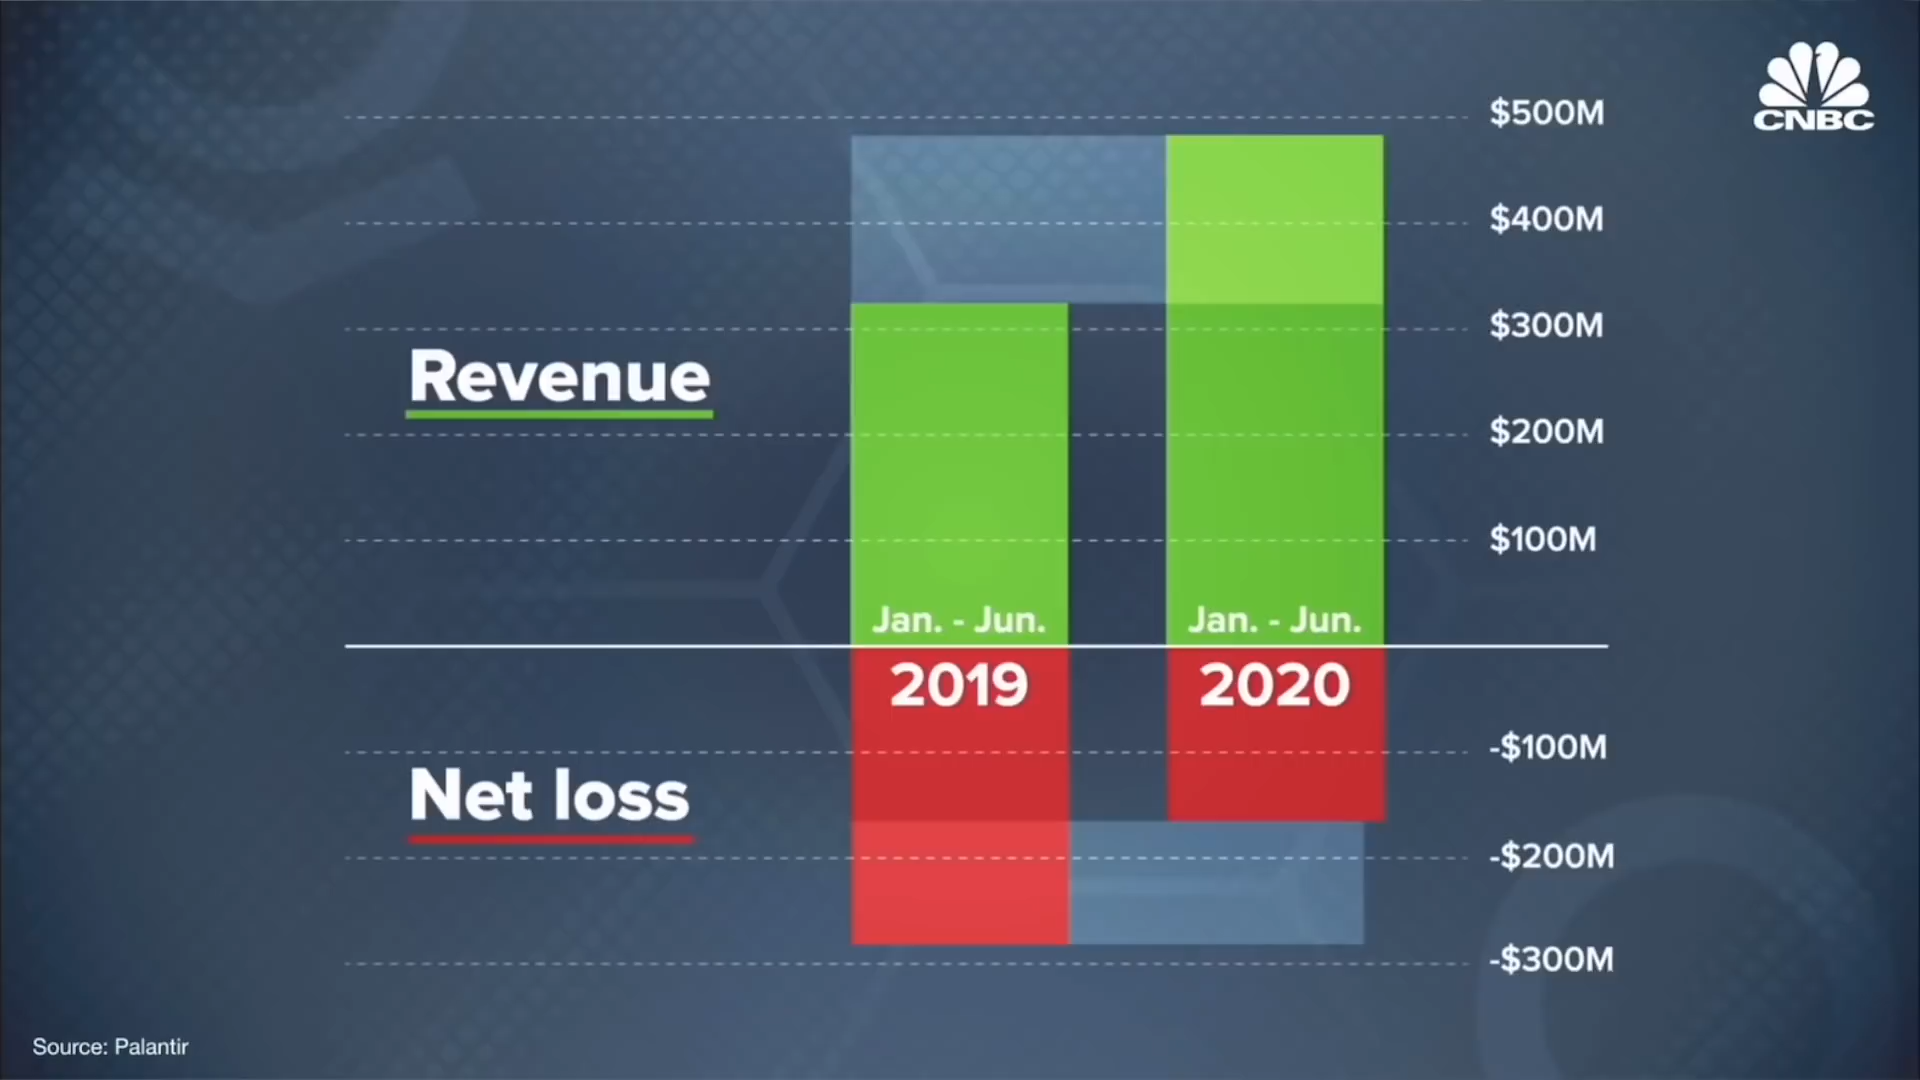 CNBC
$500M
$400M
$300M
Revenue
$200M
$100M
Jan. - Jun. Jan. - Jun.
2019 2020
-$100M
Net loss
-$200M
-$300M
Source: Palantir